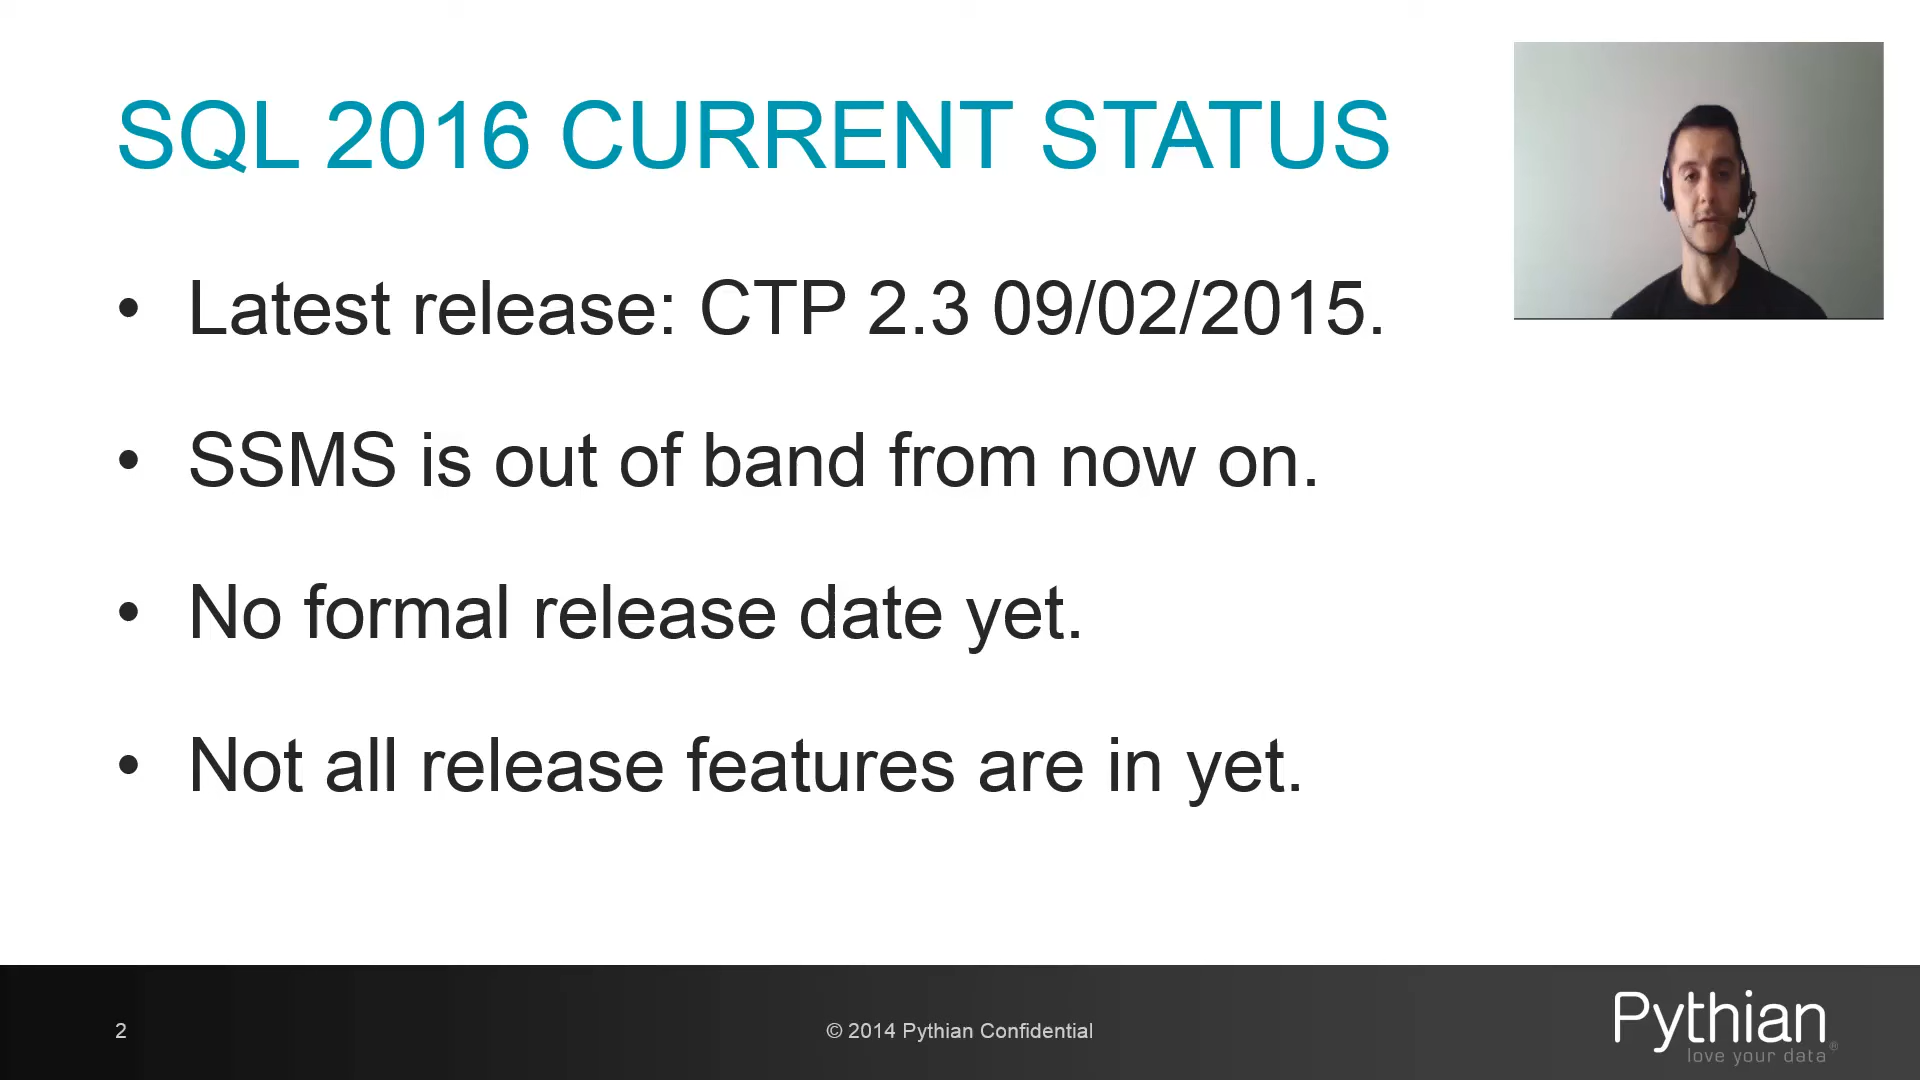 SQL 2016 CURRENT STATUS
• Latest release: CTP 2.3 09/02/2015.
• SSMS is out of band from now on.
• No formal release date yet.
• Not all release features are in yet.
2
© 2014 Pythian Confidential
Pythian
love your data®